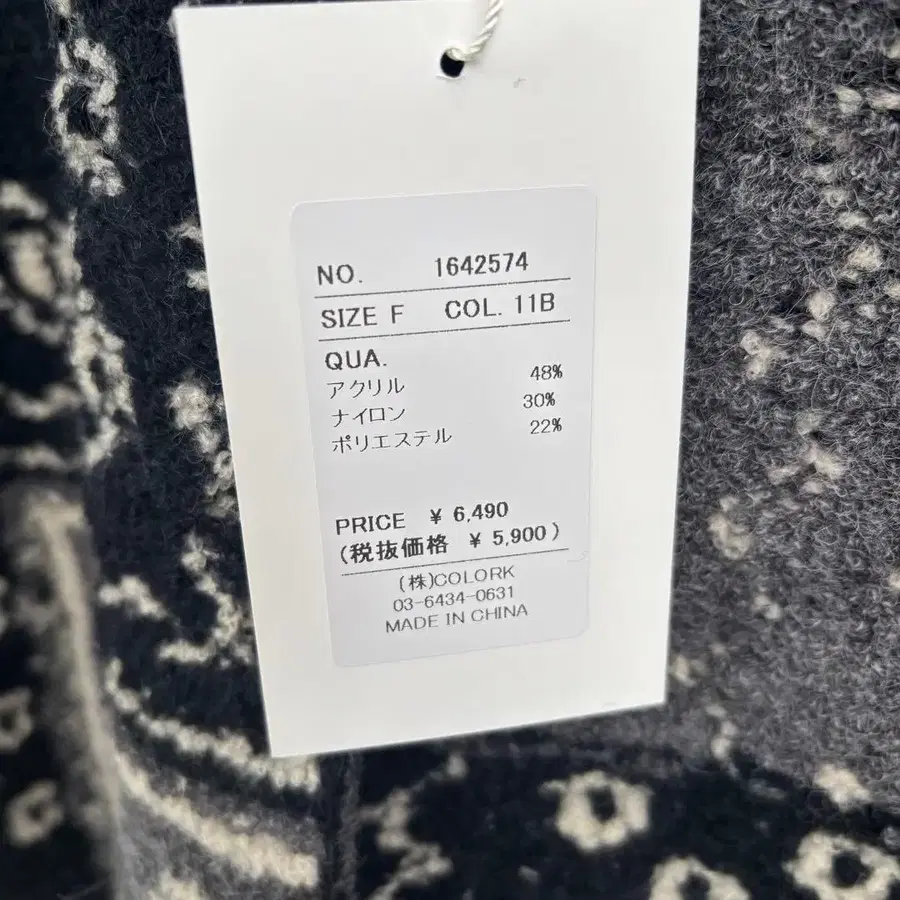 NO. 1642574
SIZE F COL. 11B
QUA.
アクリル 48%
ナイロン 30%
ポリエステル 22%
PRICE ¥ 6,490
(税抜価格 ¥ 5,900)
(株)COLORK
03-6434-0631
MADE IN CHINA